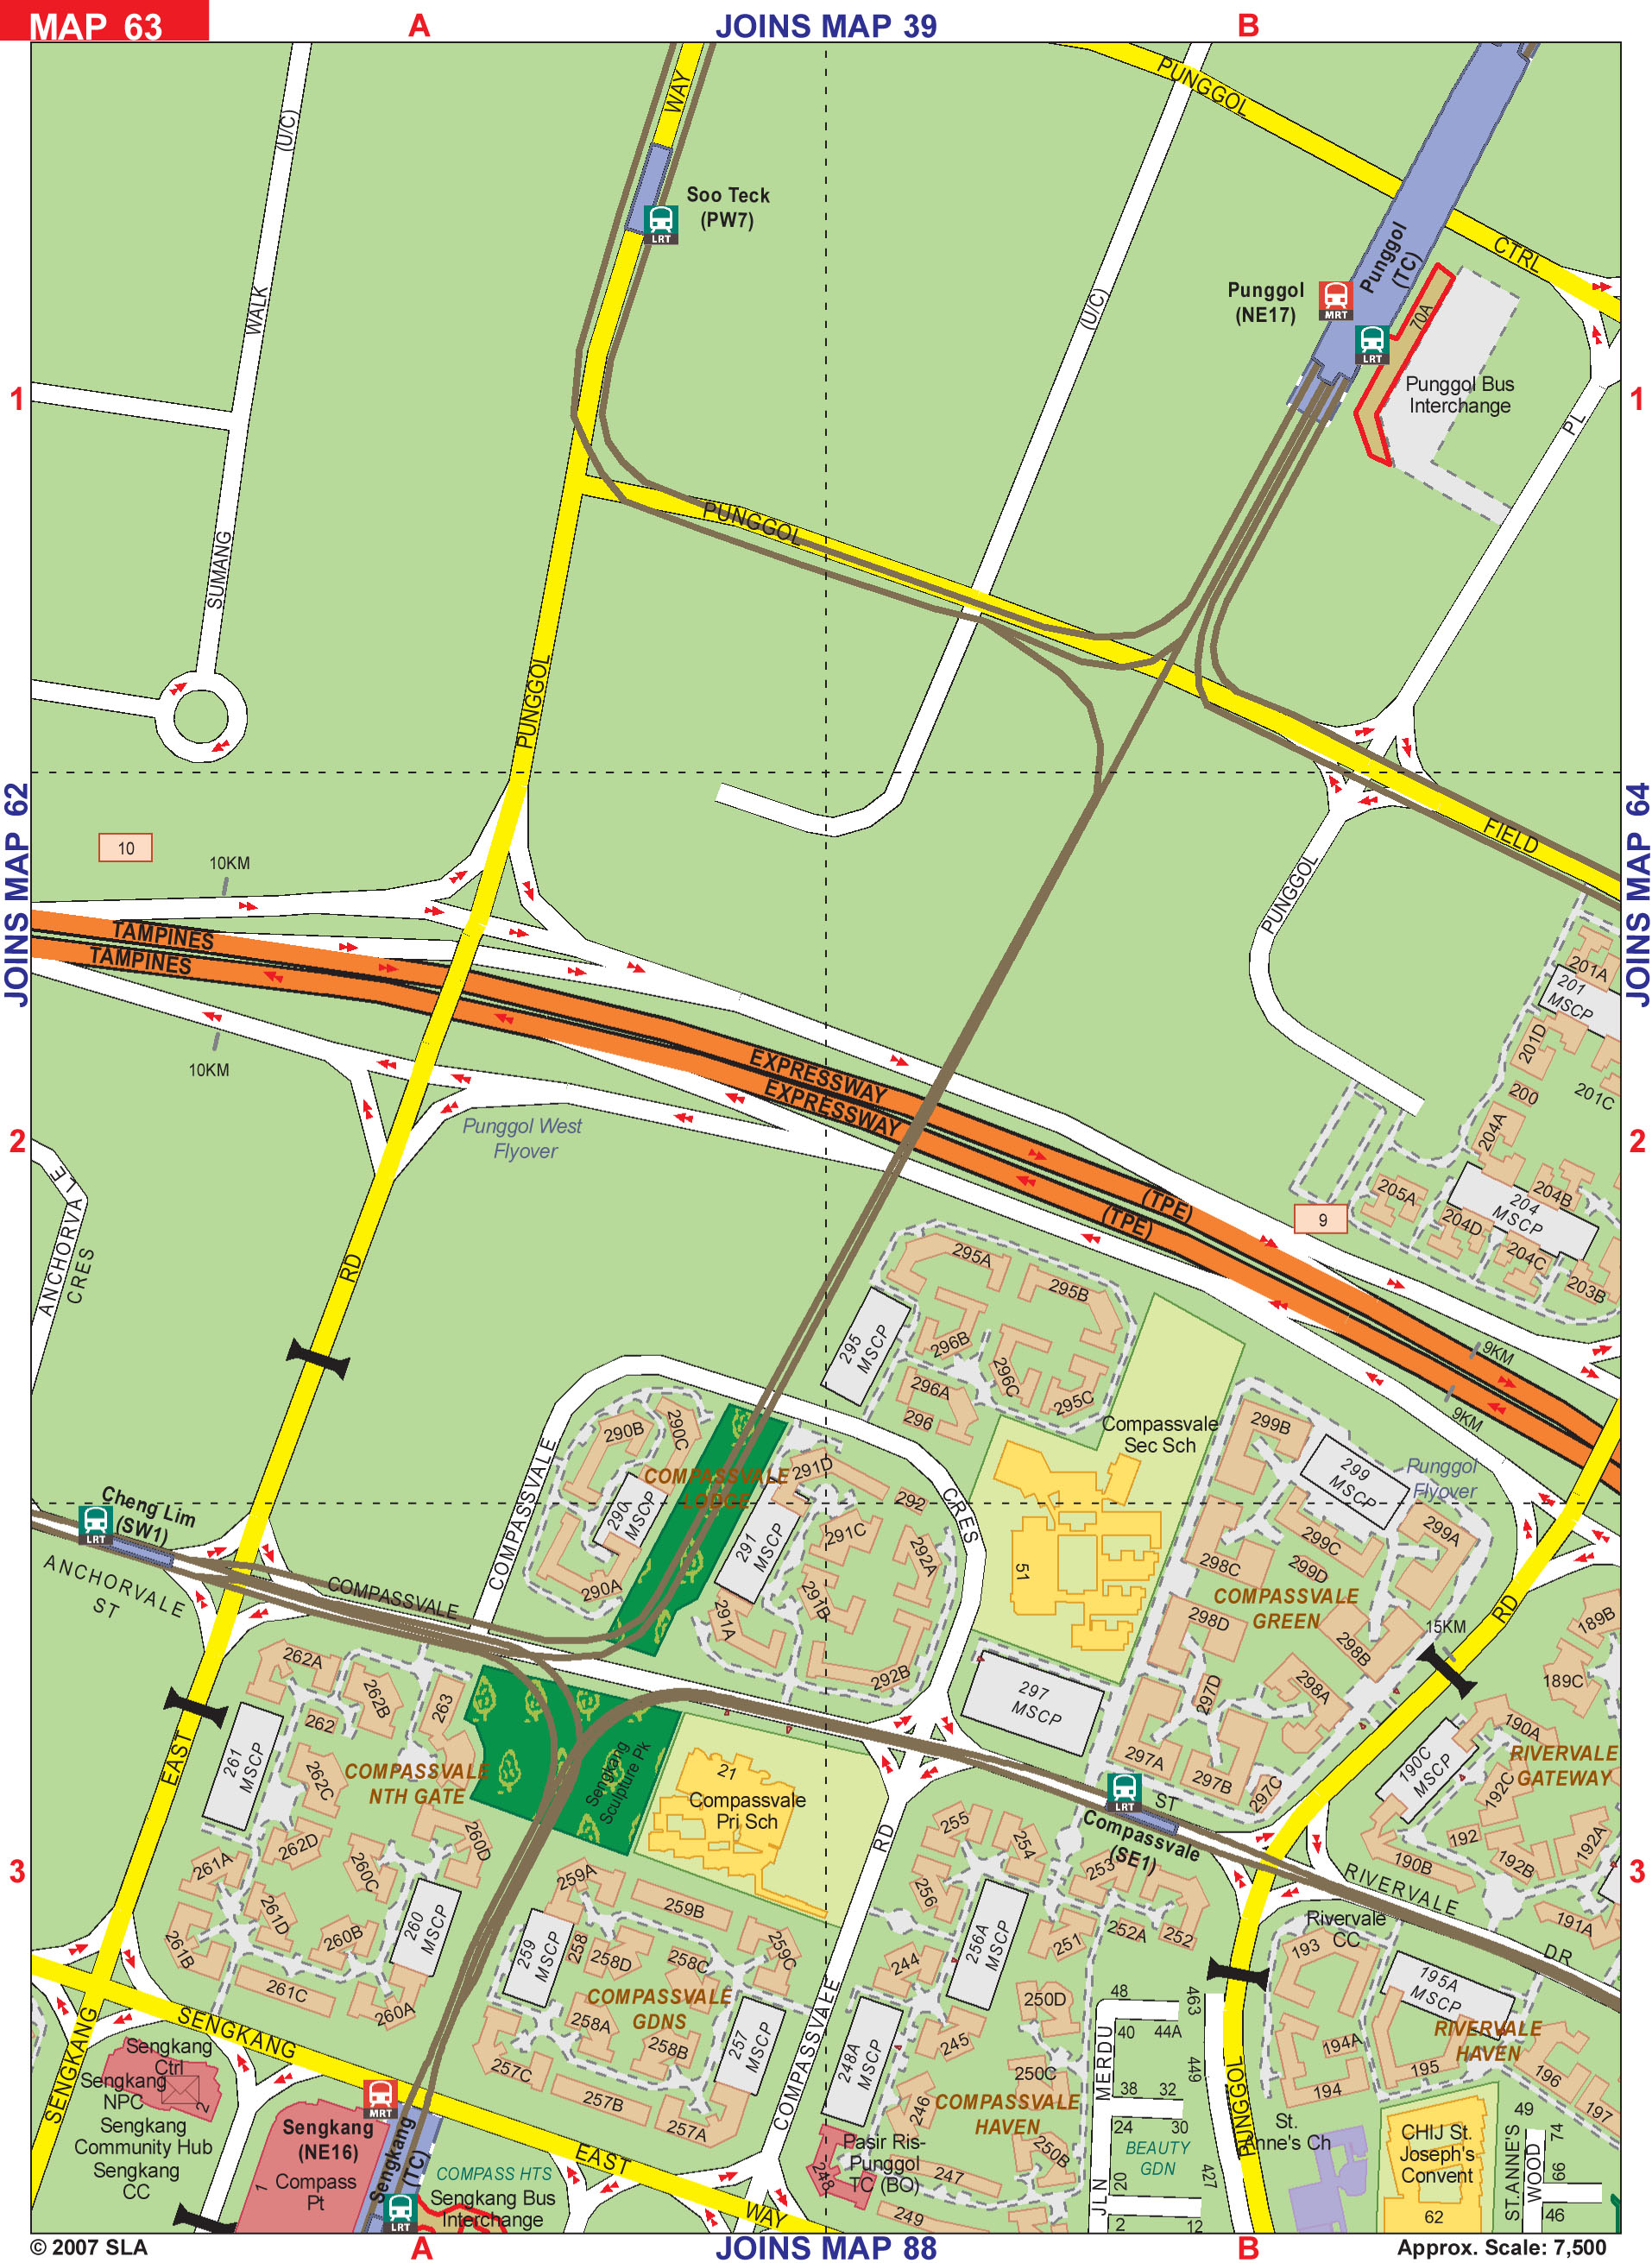 MAP 63
A
JOINS MAP 39
B
WAY
PUNGGOL
(U/C)
Soo Teck
(PW7)
CTRL
Punggol
(TC)
Punggol
(NE17)
MRT
LRT
LRT
70A
WALK
(U/C)
Punggol Bus
Interchange
1
1
PL
PUNGGOL
SUMANG
PUNGGOL
JOINS MAP 62
JOINS MAP 64
10
10KM
FIELD
PUNGGOL
TAMPINES
TAMPINES
201A
201
MSCP
201D
EXPRESSWAY
EXPRESSWAY
10KM
200
201C
Punggol West
Flyover
204A
2
2
(TPE)
(TPE)
205A
204B
204
MSCP
204D
204C
203B
9
ANCHORVALE
CRES
RD
295A
295B
295
MSCP
296B
296C
295C
296A
296
9KM
9KM
Compassvale
Sec Sch
290B
290C
COMPASSVALE
LODGE
291D
292
299B
299
MSCP
Punggol
Flyover
COMPASSVALE
CRES
Cheng Lim
(SW1)
LRT
290
MSCP
291
MSCP
291C
292A
299A
299C
299D
298C
ANCHORVALE
ST
COMPASSVALE
290A
291A
291B
51
COMPASSVALE
GREEN
RD
189B
298D
298B
15KM
292B
262A
262B
263
297
MSCP
297D
298A
189C
262
261
MSCP
EAST
262C
COMPASSVALE
NTH GATE
Sengkang
Sculpture Pk
21
Compassvale
Pri Sch
297A
297B
297C
190A
RIVERVALE
GATEWAY
190C
MSCP
192C
LRT
ST
Compassvale
(SE1)
RD
255
254
253
192
192A
192B
190B
262D
260D
261A
260C
259A
256
3
3
RIVERVALE
261D
260
MSCP
259B
256A
MSCP
252A
252
Rivervale
CC
191A
261B
260B
259
MSCP
258
258D
258C
259C
244
251
193
DR
261C
260A
195A
MSCP
COMPASSVALE
GDNS
250D
48
463
SENGKANG
258A
258B
257
MSCP
COMPASSVALE
248A
MSCP
245
40
44A
194A
RIVERVALE
HAVEN
SENGKANG
Sengkang
Ctrl
Sengkang
NPC
2
Sengkang
Community Hub
Sengkang
CC
257C
257B
257A
250C
MERDU
449
195
196
194
197
MRT
38
32
Sengkang
(NE16)
Sengkang
(TC)
246
COMPASSVALE
HAVEN
24
30
PUNGGOL
49
1
Compass
Pt
EAST
Pasir Ris-
Punggol
TC (BO)
248
250B
BEAUTY
GDN
St.
Anne's Ch
CHIJ St.
Joseph's
Convent
ST. ANNE'S
WOOD
74
COMPASS HTS
Sengkang Bus
Interchange
LRT
247
20
427
66
WAY
249
JLN
2
12
62
46
© 2007 SLA
A
JOINS MAP 88
B
Approx. Scale: 7,500